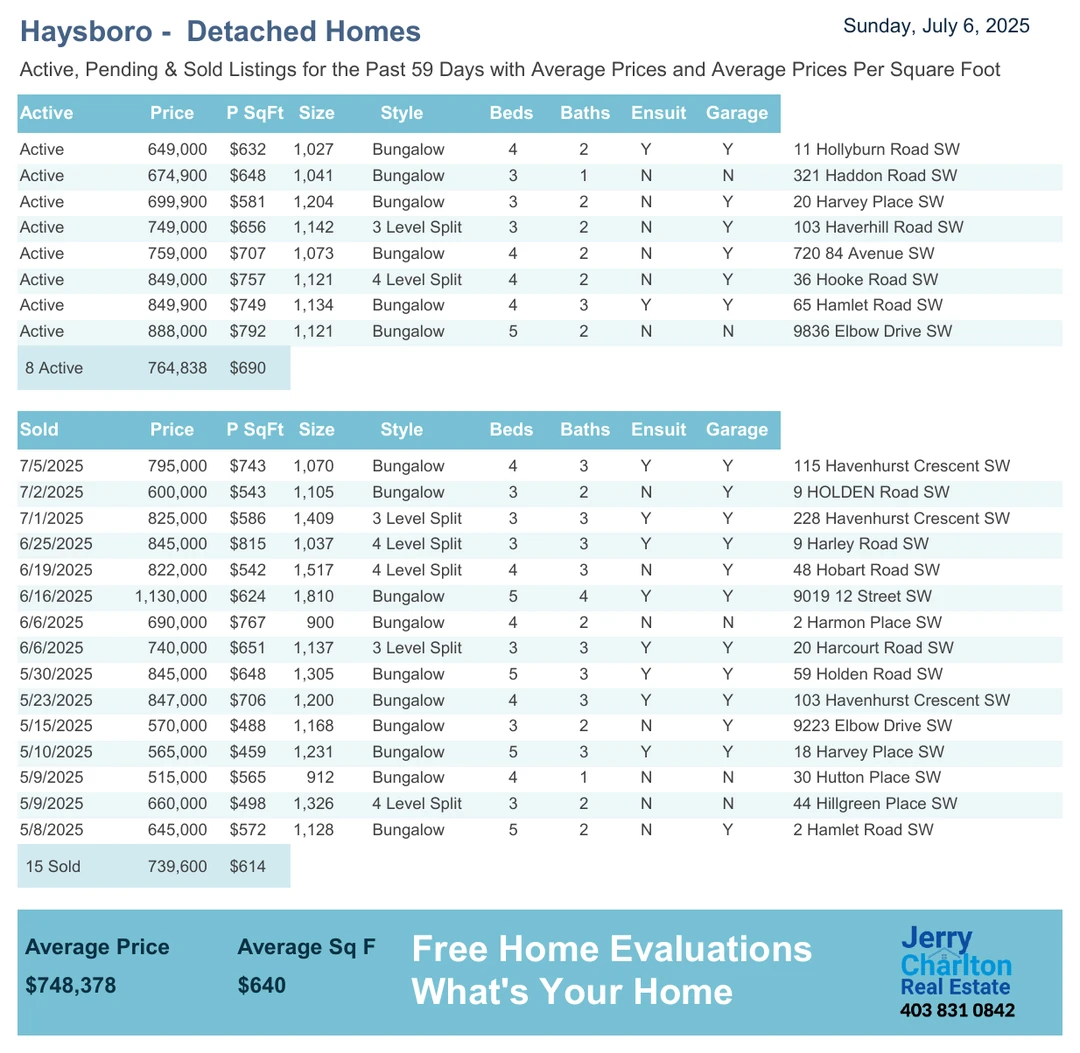 Haysboro - Detached Homes
Sunday, July 6, 2025
Active, Pending & Sold Listings for the Past 59 Days with Average Prices and Average Prices Per Square Foot
Active Price P SqFt Size Style Beds Baths Ensuit Garage
Active 649,000 $632 1,027 Bungalow 4 2 Y Y 11 Hollyburn Road SW
Active 674,900 $648 1,041 Bungalow 3 1 N N 321 Haddon Road SW
Active 699,900 $581 1,204 Bungalow 3 2 N Y 20 Harvey Place SW
Active 749,000 $656 1,142 3 Level Split 3 2 N Y 103 Haverhill Road SW
Active 759,000 $707 1,073 Bungalow 4 2 N Y 720 84 Avenue SW
Active 849,000 $757 1,121 4 Level Split 4 2 N Y 36 Hooke Road SW
Active 849,900 $749 1,134 Bungalow 4 3 Y Y 65 Hamlet Road SW
Active 888,000 $792 1,121 Bungalow 5 2 N N 9836 Elbow Drive SW
8 Active 764,838 $690
Sold Price P SqFt Size Style Beds Baths Ensuit Garage
7/5/2025 795,000 $743 1,070 Bungalow 4 3 Y Y 115 Havenhurst Crescent SW
7/2/2025 600,000 $543 1,105 Bungalow 3 2 N Y 9 HOLDEN Road SW
7/1/2025 825,000 $586 1,409 3 Level Split 3 3 Y Y 228 Havenhurst Crescent SW
6/25/2025 845,000 $815 1,037 4 Level Split 3 3 Y Y 9 Harley Road SW
6/19/2025 822,000 $542 1,517 4 Level Split 4 3 N Y 48 Hobart Road SW
6/16/2025 1,130,000 $624 1,810 Bungalow 5 4 Y Y 9019 12 Street SW
6/6/2025 690,000 $767 900 Bungalow 4 2 N N 2 Harmon Place SW
6/6/2025 740,000 $651 1,137 3 Level Split 3 3 Y Y 20 Harcourt Road SW
5/30/2025 845,000 $648 1,305 Bungalow 5 3 Y Y 59 Holden Road SW
5/23/2025 847,000 $706 1,200 Bungalow 4 3 Y Y 103 Havenhurst Crescent SW
5/15/2025 570,000 $488 1,168 Bungalow 3 2 N Y 9223 Elbow Drive SW
5/10/2025 565,000 $459 1,231 Bungalow 5 3 Y Y 18 Harvey Place SW
5/9/2025 515,000 $565 912 Bungalow 4 1 N N 30 Hutton Place SW
5/9/2025 660,000 $498 1,326 4 Level Split 3 2 N N 44 Hillgreen Place SW
5/8/2025 645,000 $572 1,128 Bungalow 5 2 N Y 2 Hamlet Road SW
15 Sold 739,600 $614
Average Price Average Sq F
$748,378 $640
Free Home Evaluations
What's Your Home
Jerry
Charlton
Real Estate
403 831 0842